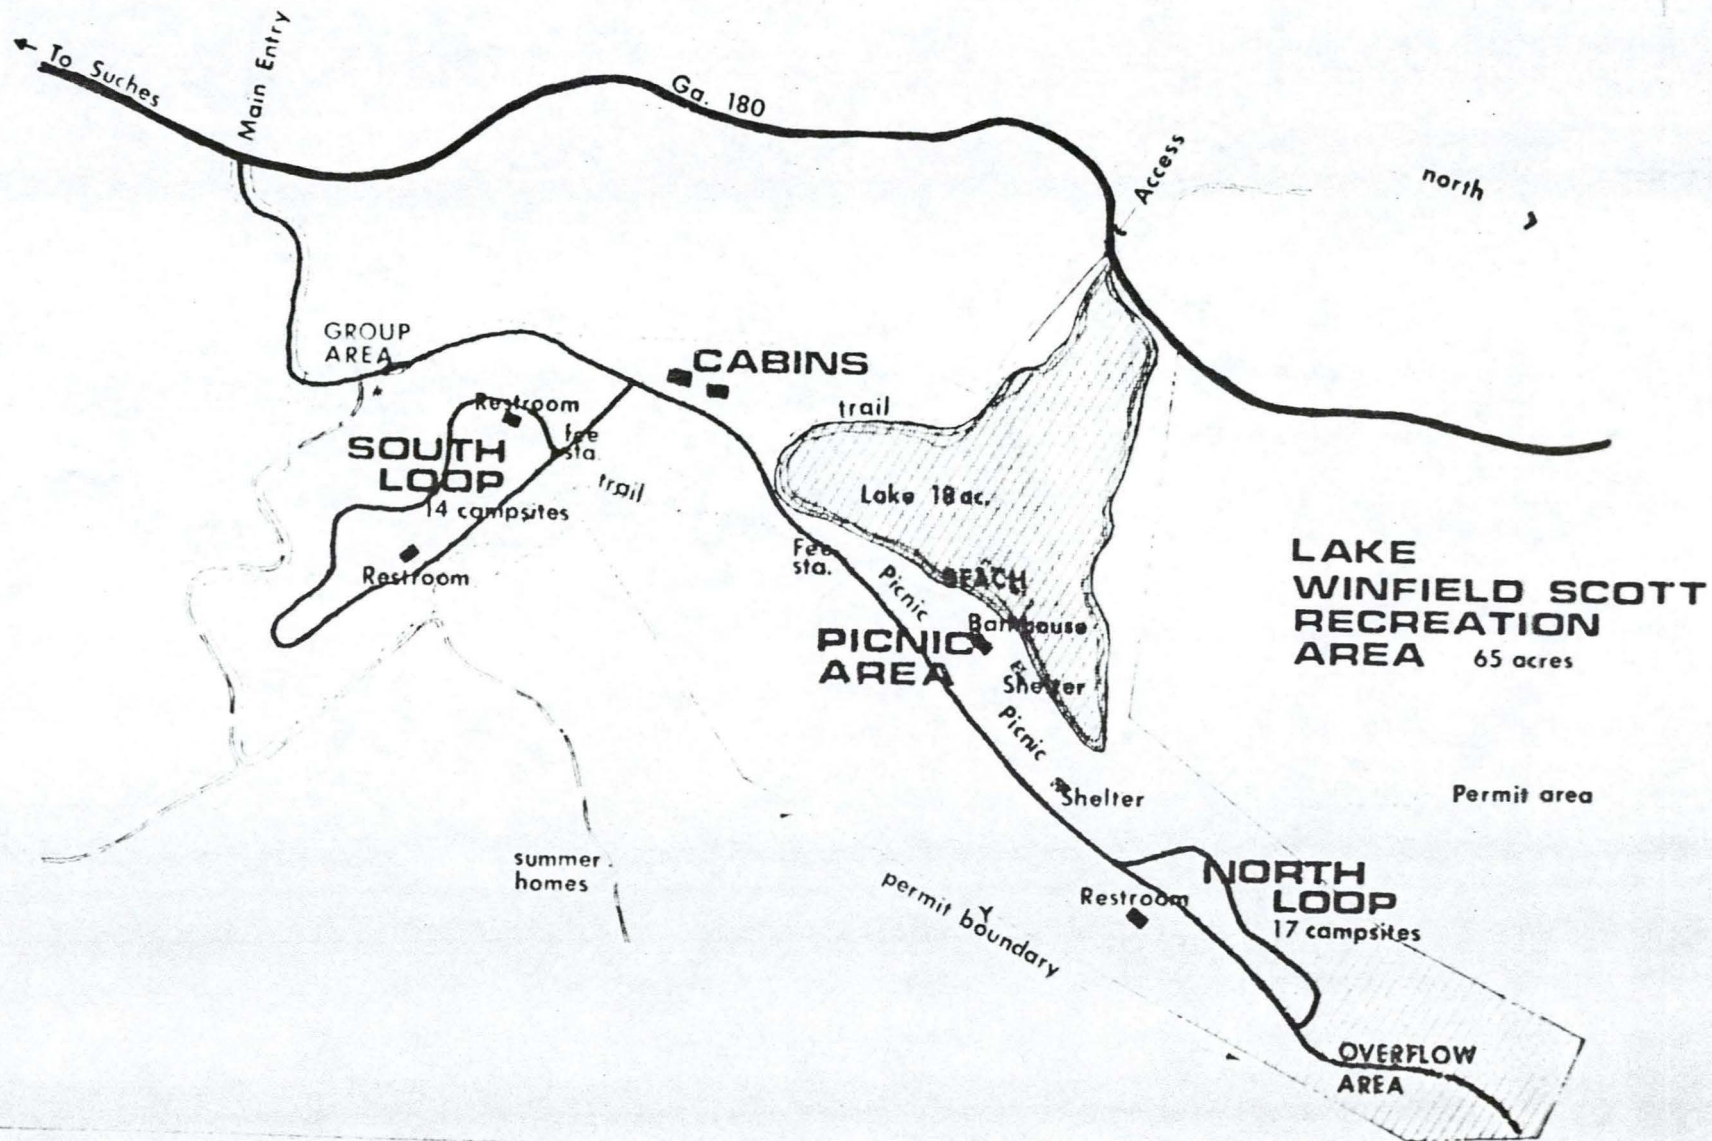 To Suches
Main Entry
Ga. 180
Access
north
GROUP
AREA
CABINS
Restroom
fee
sta.
SOUTH
LOOP
14 campsites
trail
Restroom
trail
Lake 18 ac.
Fee
sta.
Picnic
BEACH
Bathhouse
PICNIC
AREA
Shelter
Picnic
Shelter
LAKE
WINFIELD SCOTT
RECREATION
AREA 65 acres
Permit area
summer
homes
permit boundary
Restroom
NORTH
LOOP
17 campsites
OVERFLOW
AREA